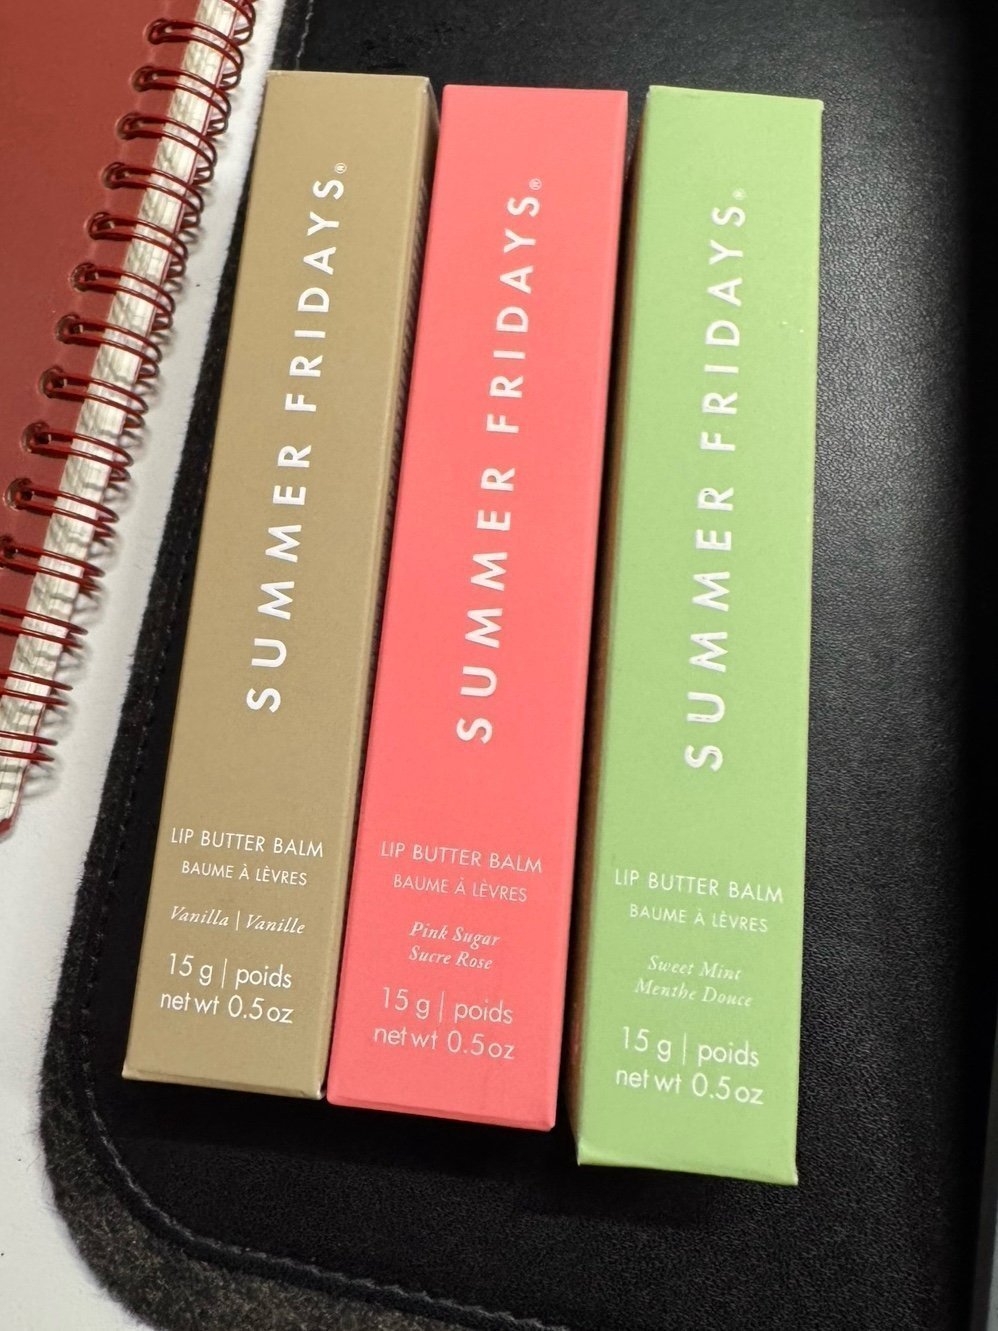 SUMMER FRIDAYS®
LIP BUTTER BALM
BAUME À LÈVRES
Vanilla | Vanille
15 g | poids
net wt 0.5 oz
SUMMER FRIDAYS®
LIP BUTTER BALM
BAUME À LÈVRES
Pink Sugar
Sucre Rose
15 g | poids
net wt 0.5 oz
SUMMER FRIDAYS®
LIP BUTTER BALM
BAUME À LÈVRES
Sweet Mint
Menthe Douce
15 g | poids
net wt 0.5 oz